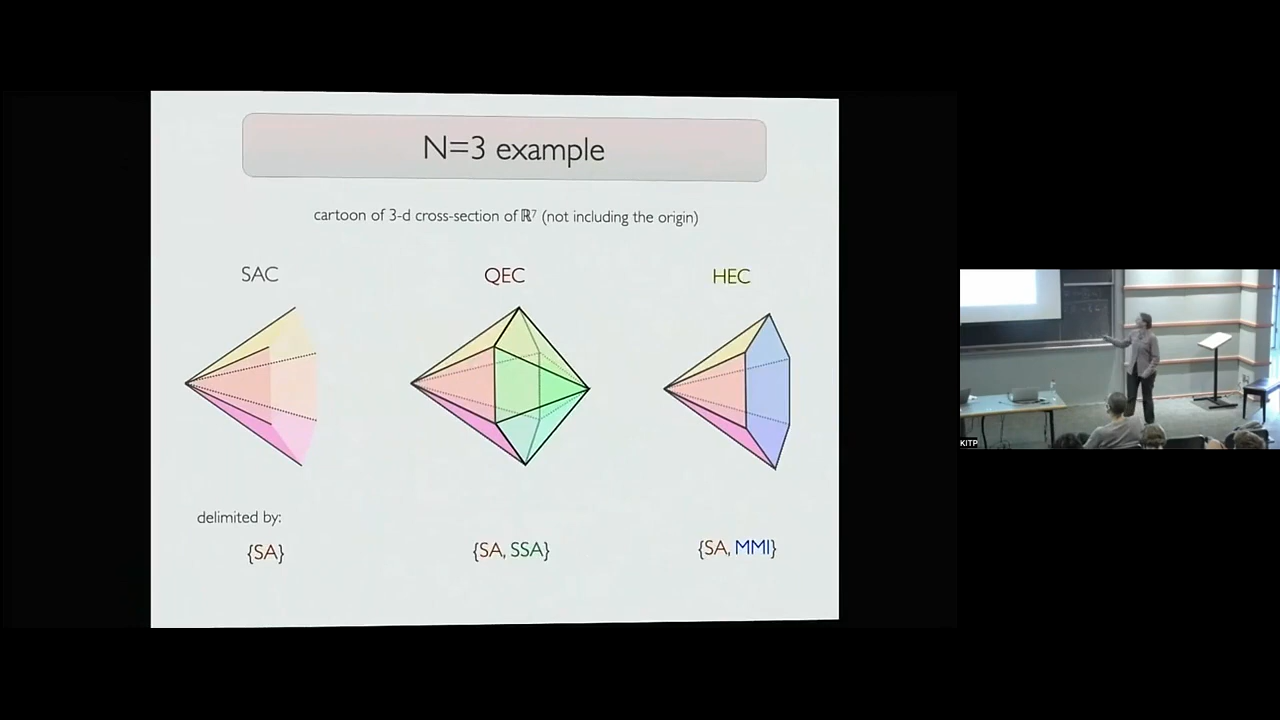 N=3 example
cartoon of 3-d cross-section of ℝ⁷ (not including the origin)
SAC
QEC
HEC
delimited by:
{SA}
{SA, SSA}
{SA, MMI}
KITP